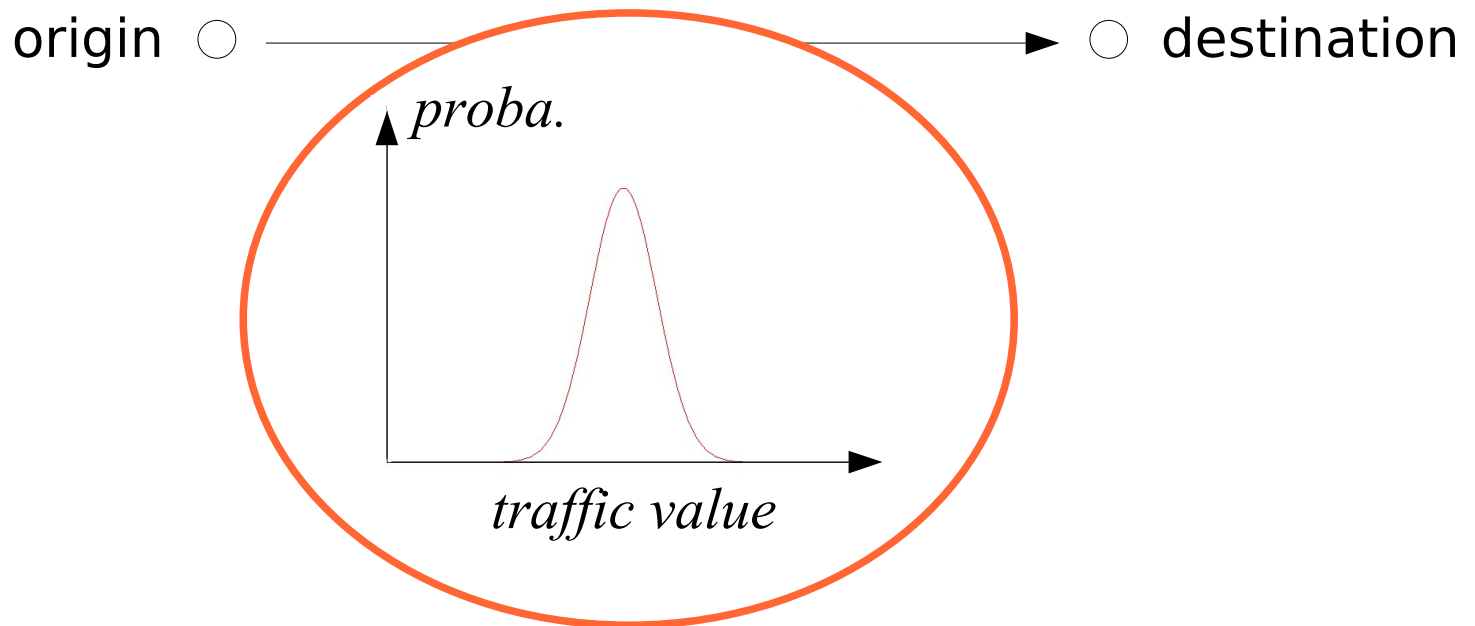 origin
destination
proba.
traffic value